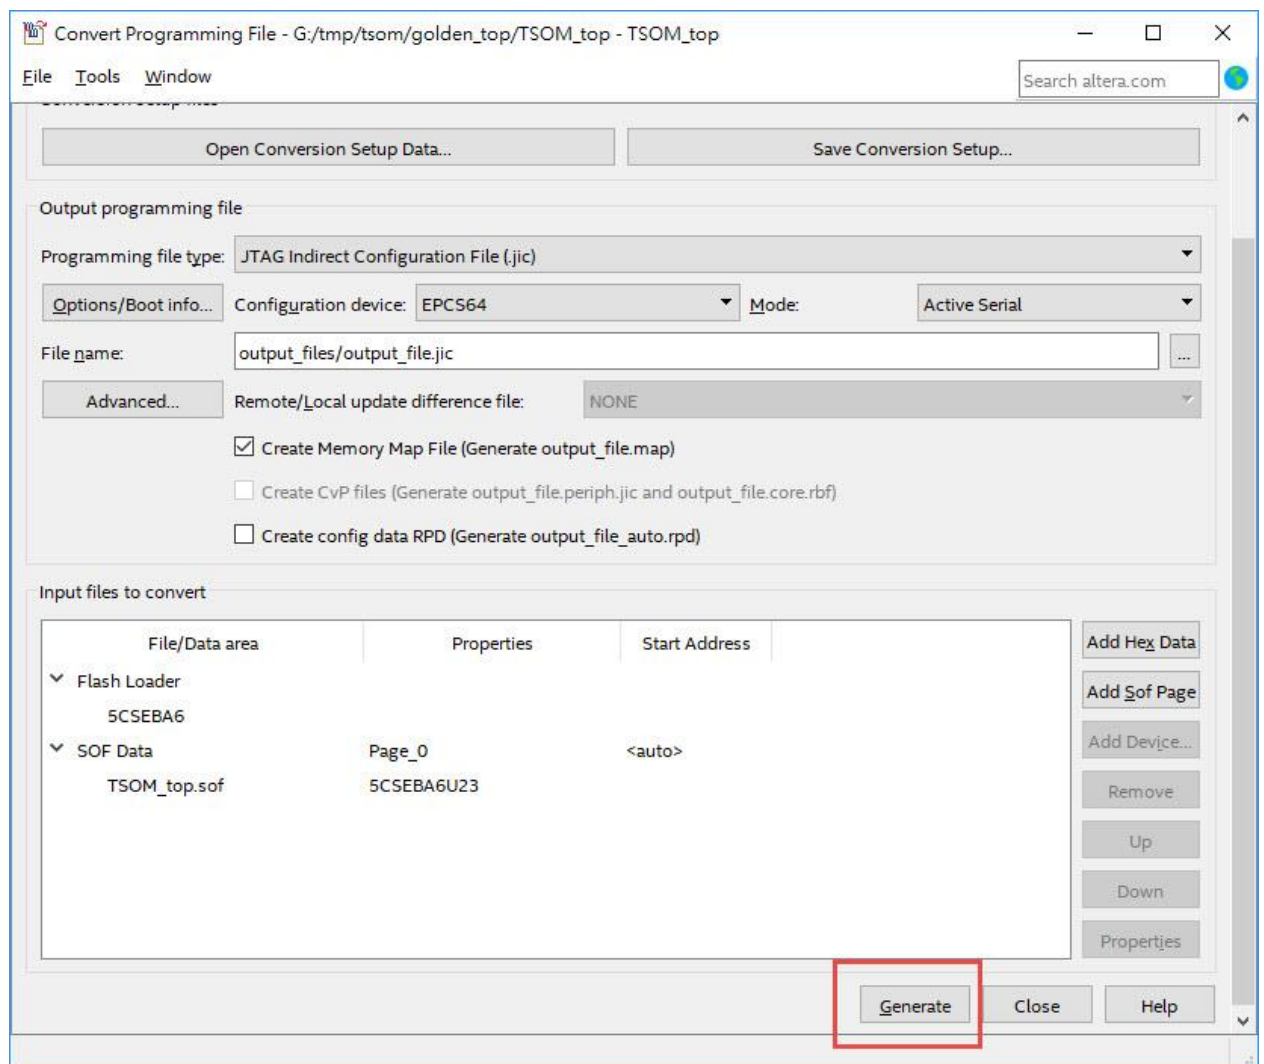 Convert Programming File - G:/tmp/tsom/golden_top/TSOM_top - TSOM_top
File Tools Window Search altera.com
Conversion setup files
Open Conversion Setup Data... Save Conversion Setup...
Output programming file
Programming file type: JTAG Indirect Configuration File (.jic)
Options/Boot info... Configuration device: EPCS64 Mode: Active Serial
File name: output_files/output_file.jic ...
Advanced... Remote/Local update difference file: NONE
Create Memory Map File (Generate output_file.map)
Create CvP files (Generate output_file.periph.jic and output_file.core.rbf)
Create config data RPD (Generate output_file_auto.rpd)
Input files to convert
File/Data area Properties Start Address Add Hex Data
Flash Loader Add Sof Page
5CSEBA6
SOF Data Page_0 <auto> Add Device...
TSOM_top.sof 5CSEBA6U23 Remove
Up
Down
Properties
Generate Close Help